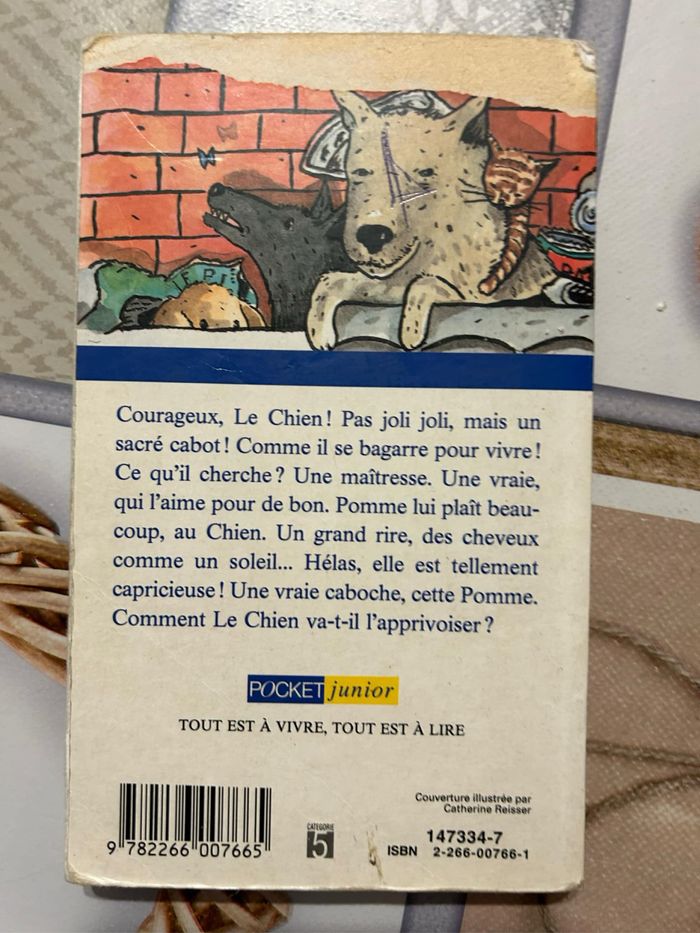 Courageux, Le Chien ! Pas joli joli, mais un
sacré cabot ! Comme il se bagarre pour vivre !
Ce qu'il cherche ? Une maîtresse. Une vraie,
qui l'aime pour de bon. Pomme lui plaît beau-
coup, au Chien. Un grand rire, des cheveux
comme un soleil... Hélas, elle est tellement
capricieuse ! Une vraie caboche, cette Pomme.
Comment Le Chien va-t-il l'apprivoiser ?
POCKET junior
TOUT EST À VIVRE, TOUT EST À LIRE
Couverture illustrée par
Catherine Reisser
CATEGORIE
5
147334-7
ISBN 2-266-00766-1
9 782266 007665